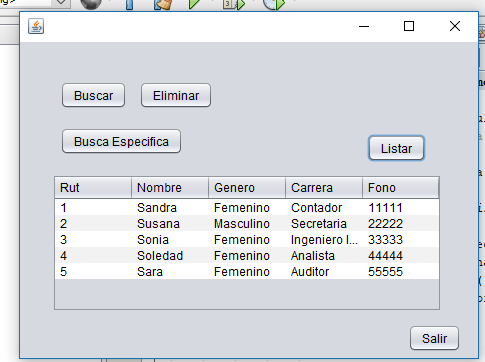 Buscar Eliminar
Busca Especifica
Listar
Rut Nombre Genero Carrera Fono
1 Sandra Femenino Contador 11111
2 Susana Masculino Secretaria 22222
3 Sonia Femenino Ingeniero I... 33333
4 Soledad Femenino Analista 44444
5 Sara Femenino Auditor 55555
Salir